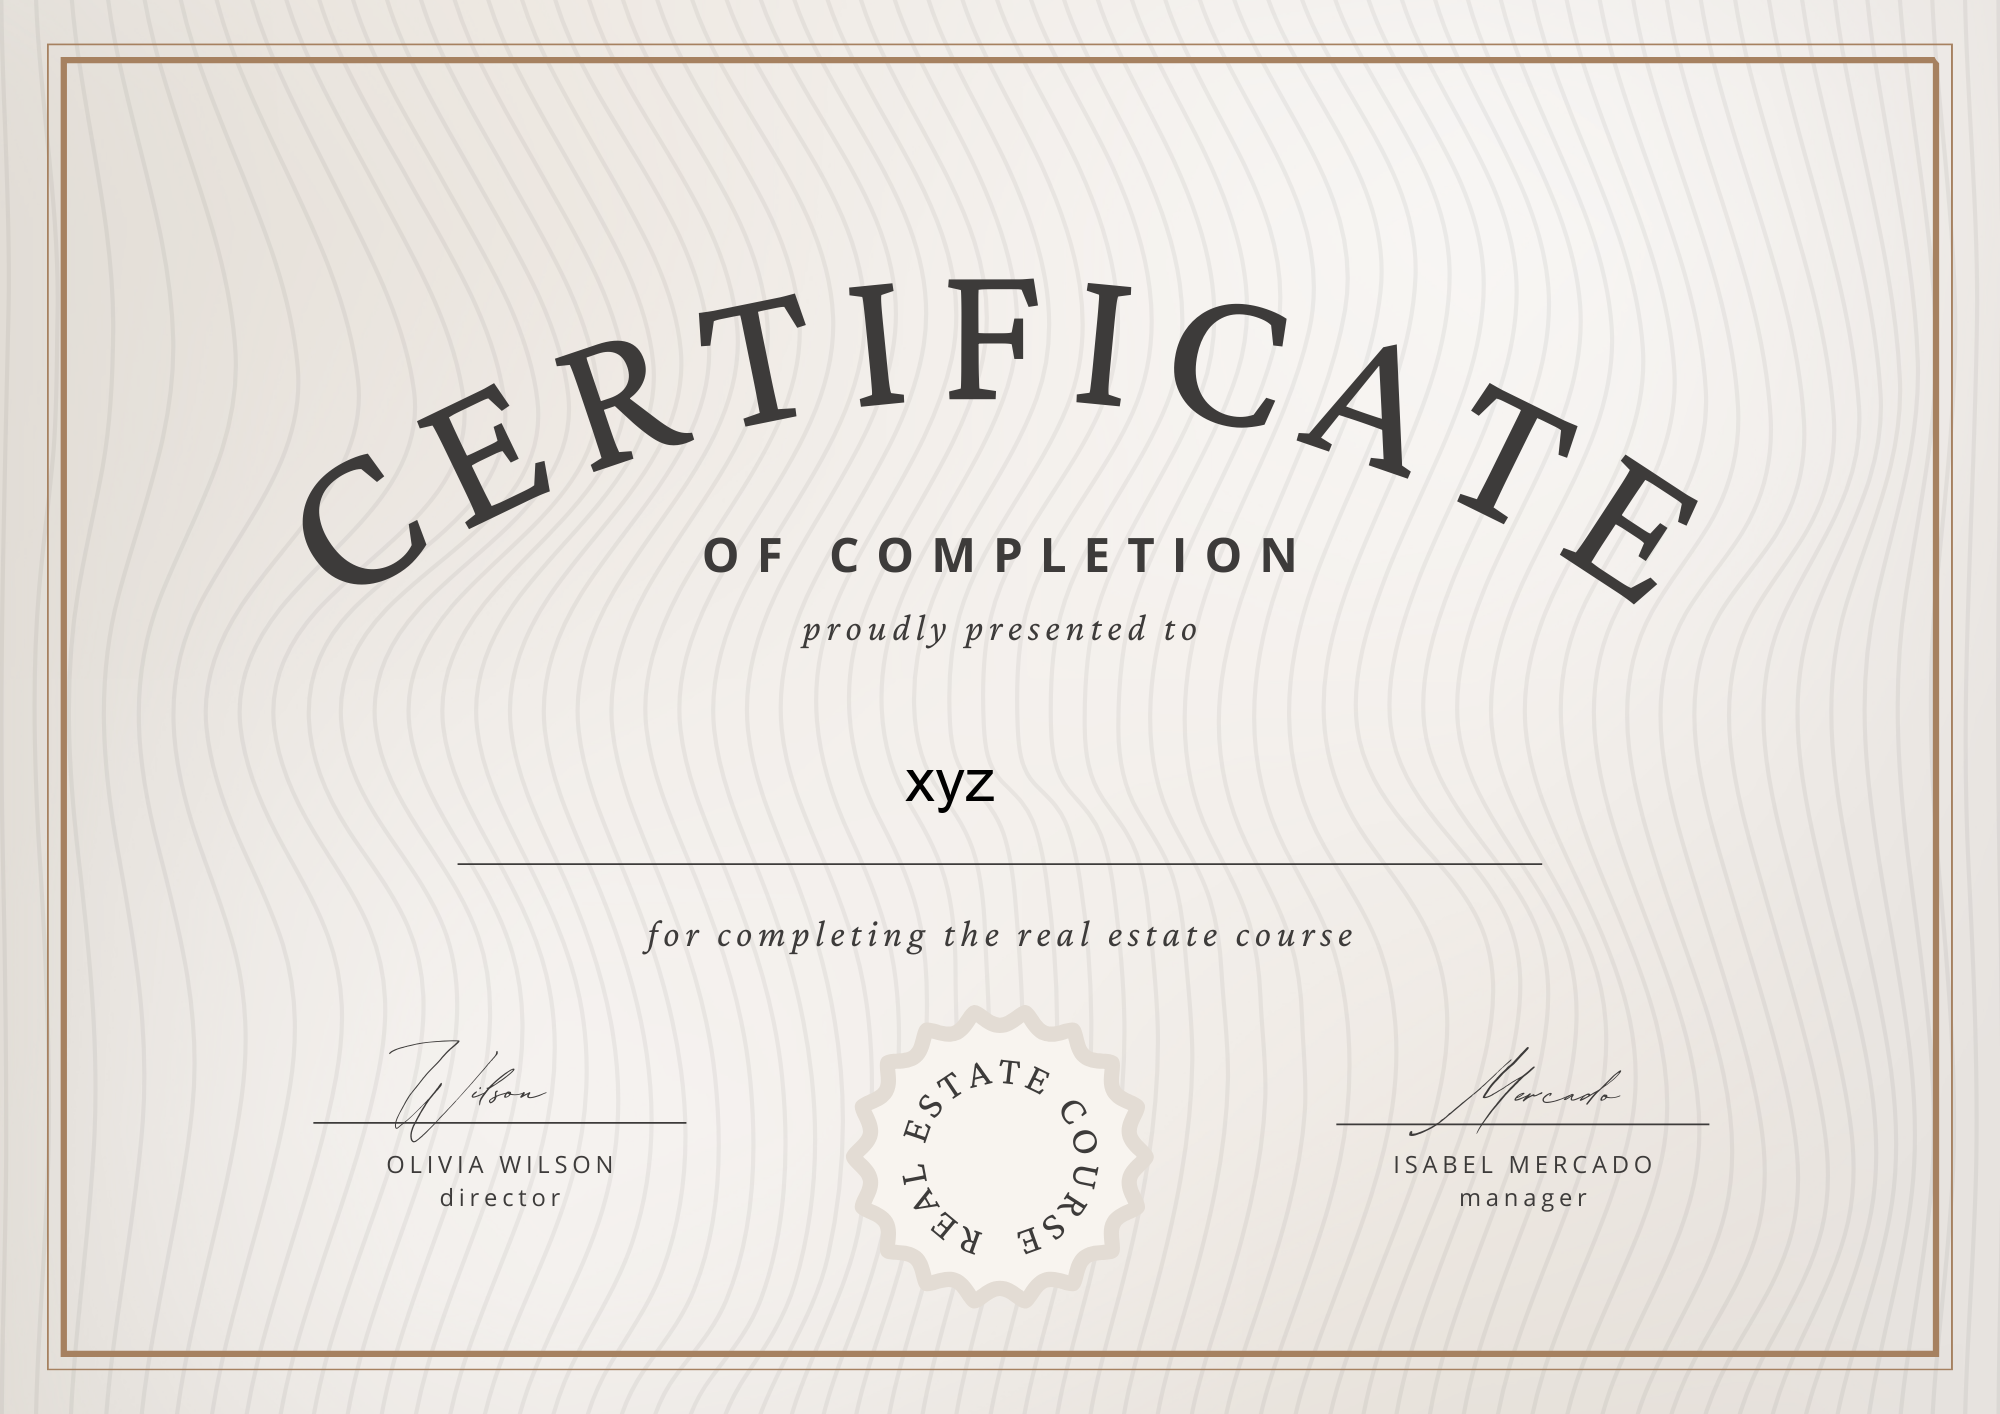 CERTIFICATE
OF COMPLETION
proudly presented to
xyz
for completing the real estate course
Wilson
OLIVIA WILSON
director
REAL ESTATE COURSE
Mercado
ISABEL MERCADO
manager